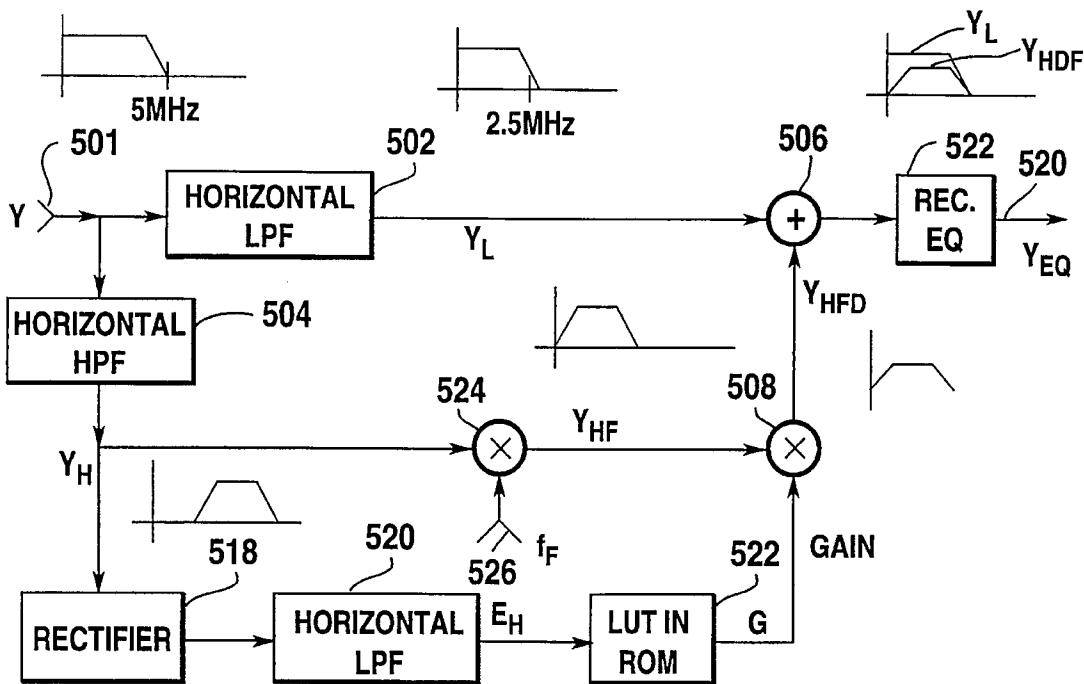 Y_L
Y_HDF
5MHz
2.5MHz
501
502
506
522
520
Y
HORIZONTAL
LPF
Y_L
+
REC.
EQ
Y_EQ
HORIZONTAL
HPF
504
Y_HFD
524
Y_HF
508
×
×
Y_H
526
f_F
GAIN
518
520
522
RECTIFIER
HORIZONTAL
LPF
E_H
LUT IN
ROM
G